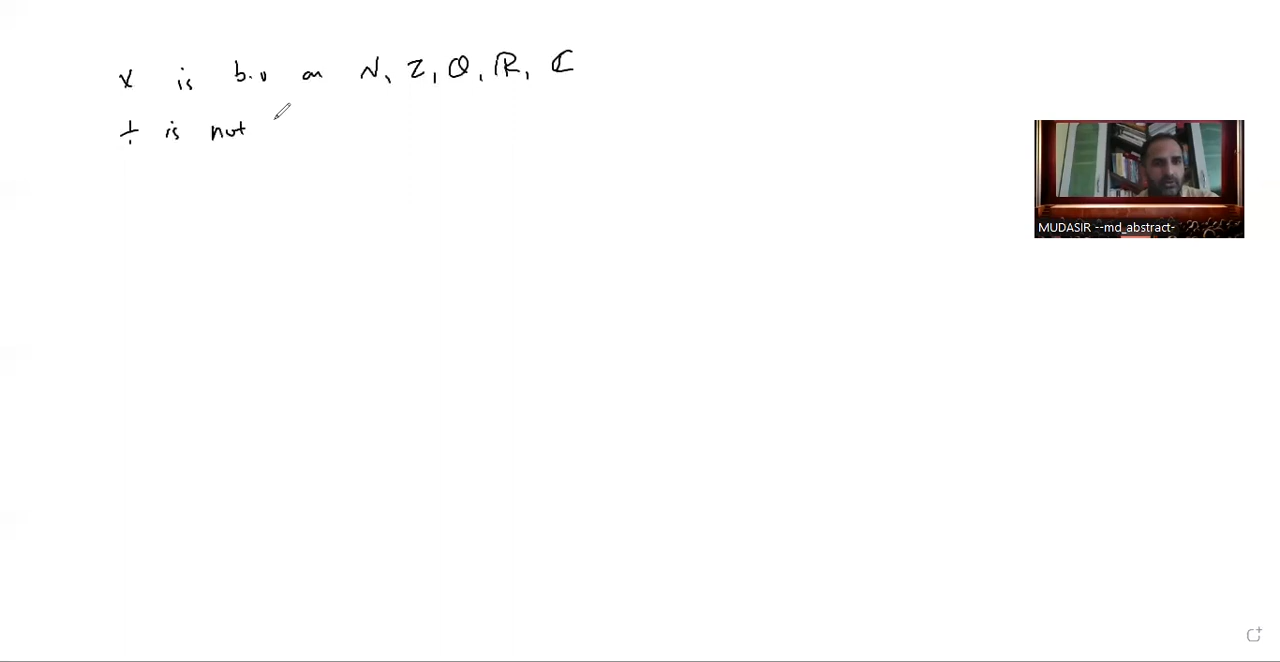 x is b.o on N, Z, Q, R, ℂ
÷ is not
MUDASIR --md_abstract-